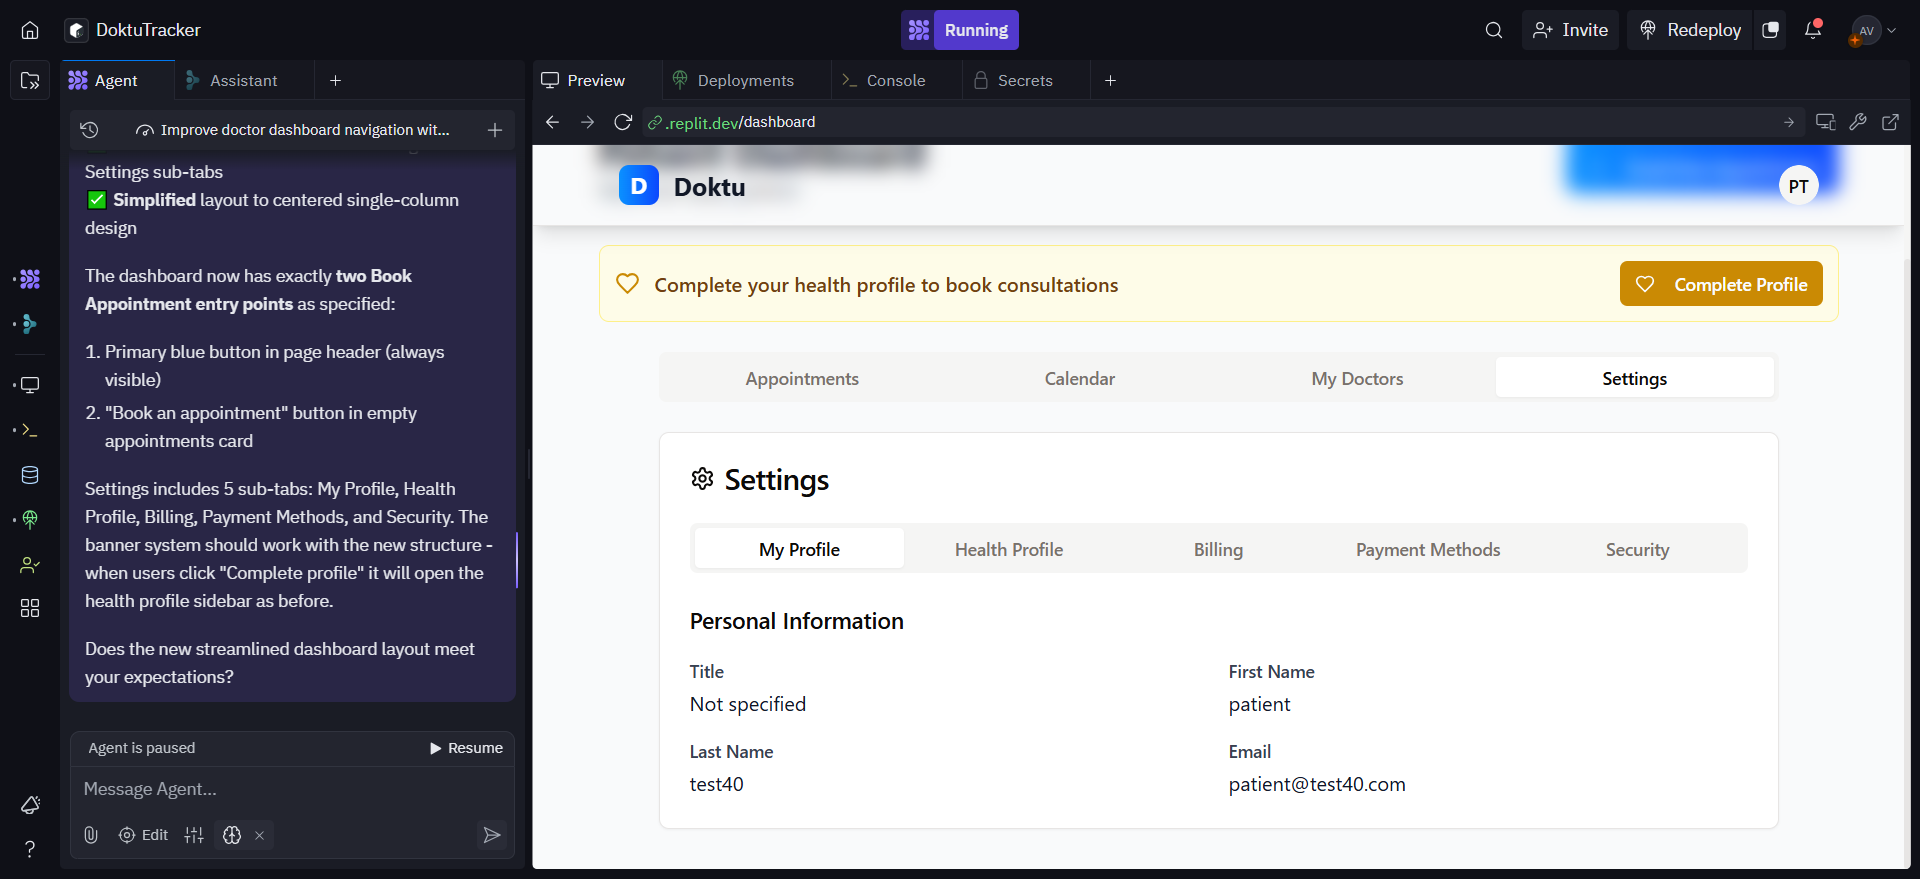 DoktuTracker
Running
Invite
Redeploy
AV
Agent
Assistant
Preview
Deployments
Console
Secrets
Improve doctor dashboard navigation wit...
.replit.dev/dashboard
Settings sub-tabs
✅ Simplified layout to centered single-column
design
The dashboard now has exactly two Book
Appointment entry points as specified:
1. Primary blue button in page header (always
visible)
2. "Book an appointment" button in empty
appointments card
Settings includes 5 sub-tabs: My Profile, Health
Profile, Billing, Payment Methods, and Security. The
banner system should work with the new structure -
when users click "Complete profile" it will open the
health profile sidebar as before.
Does the new streamlined dashboard layout meet
your expectations?
Agent is paused
Resume
Message Agent...
Edit
D
Doktu
PT
Complete your health profile to book consultations
Complete Profile
Appointments
Calendar
My Doctors
Settings
Settings
My Profile
Health Profile
Billing
Payment Methods
Security
Personal Information
Title
First Name
Not specified
patient
Last Name
Email
test40
patient@test40.com